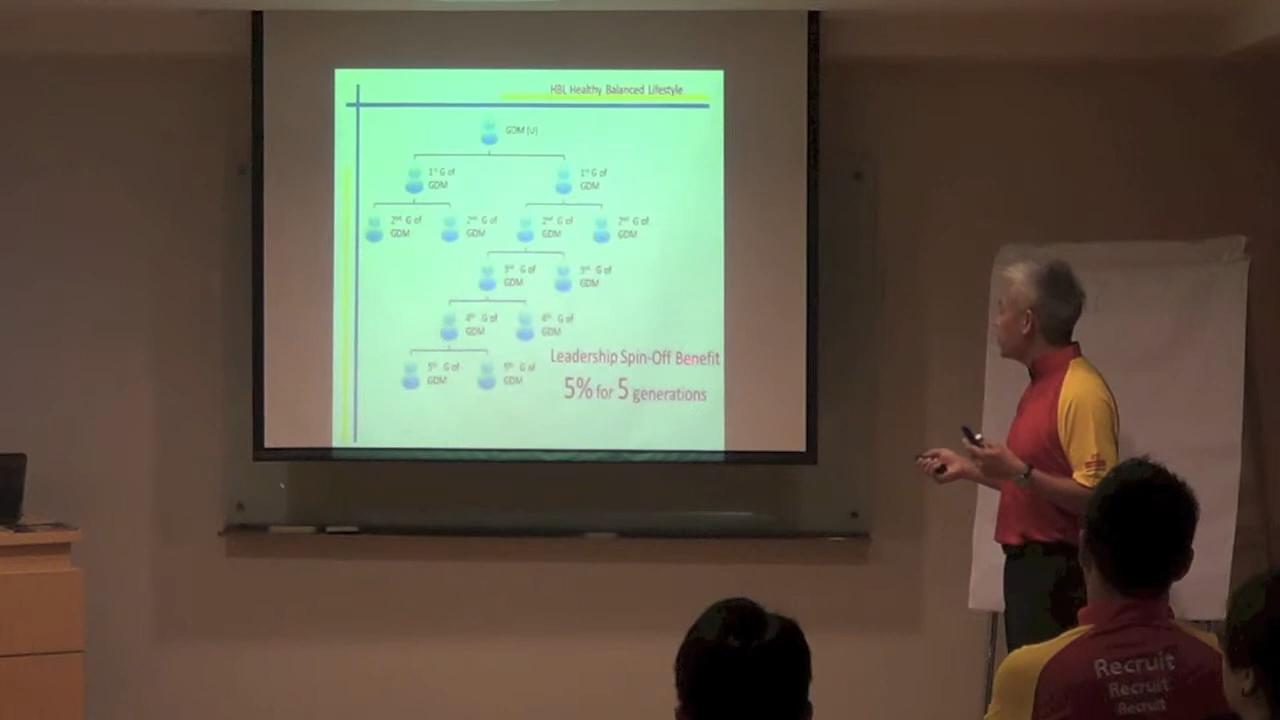 HBL Healthy Balanced Lifestyle
GDM (U)
1st G of
GDM
1st G of
GDM
2nd G of
GDM
2nd G of
GDM
2nd G of
GDM
2nd G of
GDM
3rd G of
GDM
3rd G of
GDM
4th G of
GDM
4th G of
GDM
5th G of
GDM
5th G of
GDM
Leadership Spin-Off Benefit
5% for 5 generations
Recruit
Recruit
Recruit